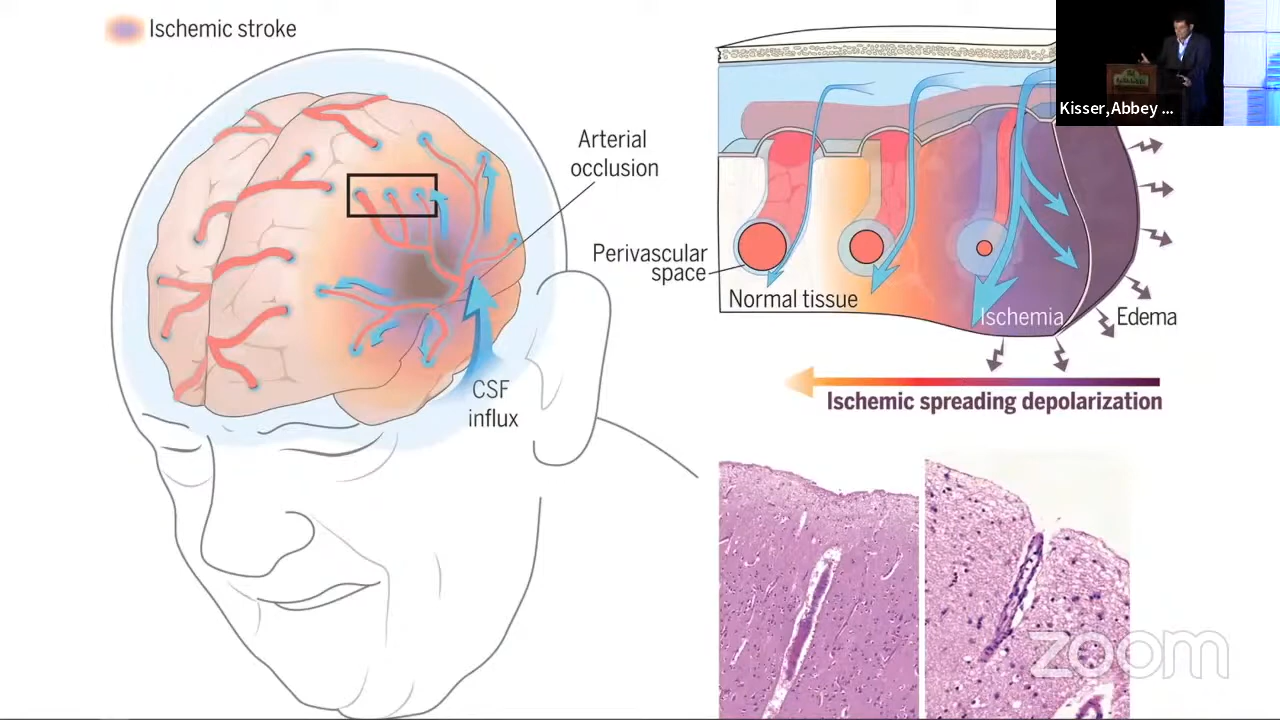 Ischemic stroke
Arterial
occlusion
CSF
influx
Perivascular
space
Normal tissue
Ischemia
Edema
Ischemic spreading depolarization
Kisser,Abbey ...
zoom